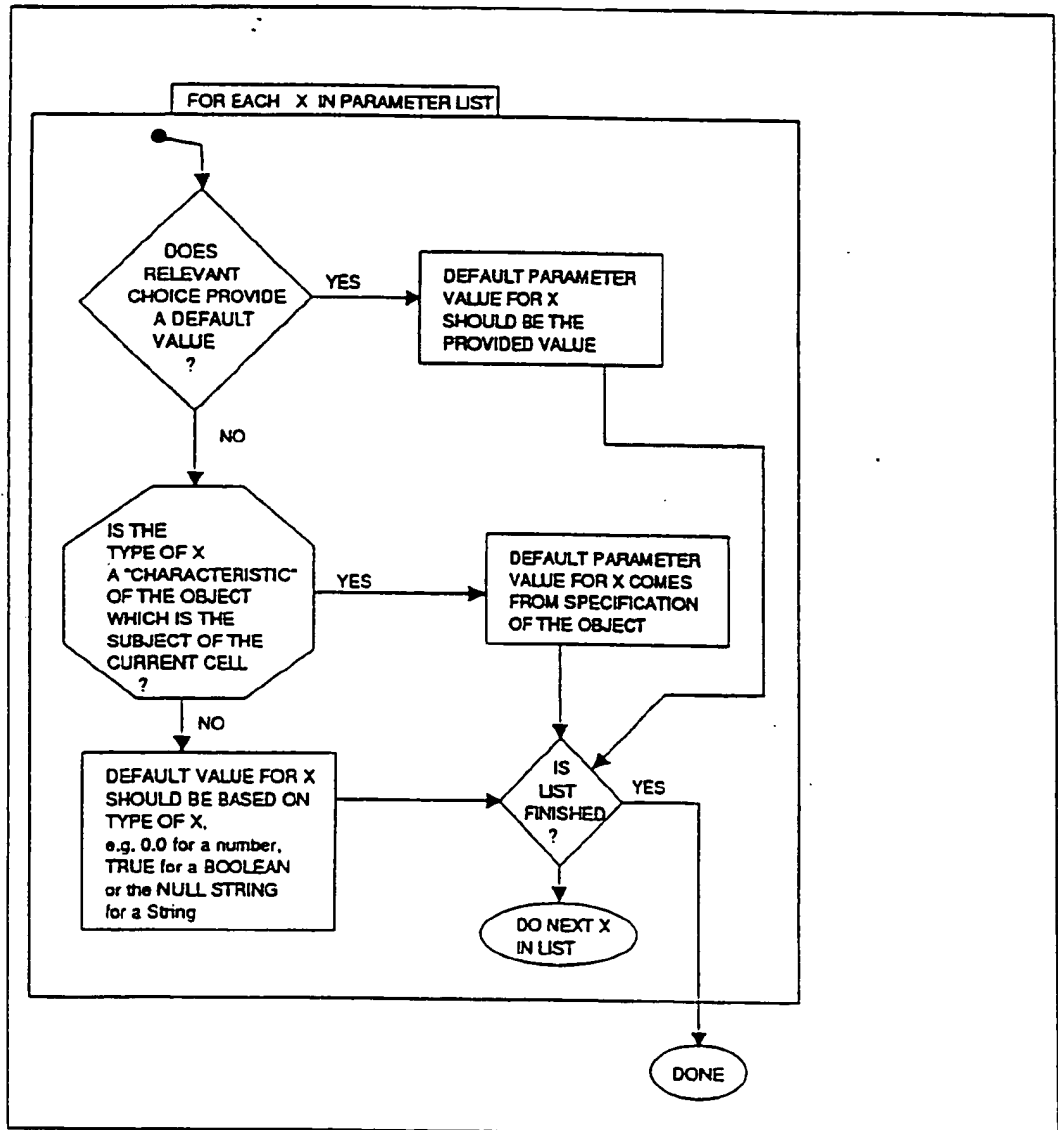 FOR EACH X IN PARAMETER LIST
DOES
RELEVANT
CHOICE PROVIDE
A DEFAULT
VALUE
?
YES
DEFAULT PARAMETER
VALUE FOR X
SHOULD BE THE
PROVIDED VALUE
NO
IS THE
TYPE OF X
A "CHARACTERISTIC"
OF THE OBJECT
WHICH IS THE
SUBJECT OF THE
CURRENT CELL
?
YES
DEFAULT PARAMETER
VALUE FOR X COMES
FROM SPECIFICATION
OF THE OBJECT
NO
DEFAULT VALUE FOR X
SHOULD BE BASED ON
TYPE OF X,
e.g. 0.0 for a number,
TRUE for a BOOLEAN
or the NULL STRING
for a String
IS
LIST
FINISHED
?
YES
DO NEXT X
IN LIST
DONE